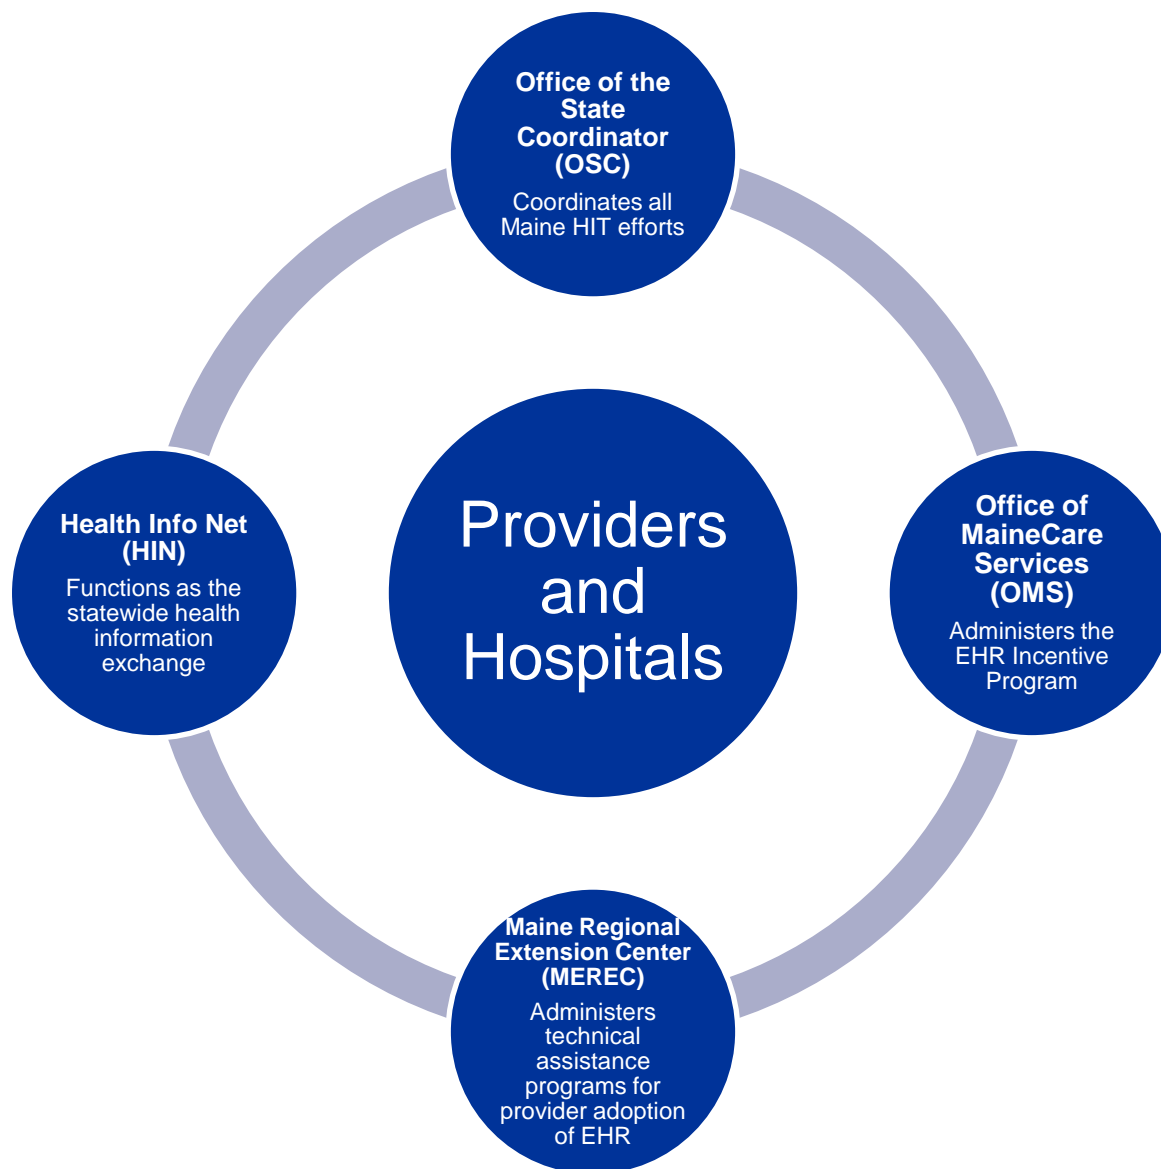 Office of the
State
Coordinator
(OSC)
Coordinates all
Maine HIT efforts
Health Info Net
(HIN)
Functions as the
statewide health
information
exchange
Providers
and
Hospitals
Office of
MaineCare
Services
(OMS)
Administers the
EHR Incentive
Program
Maine Regional
Extension Center
(MEREC)
Administers
technical
assistance
programs for
provider adoption
of EHR